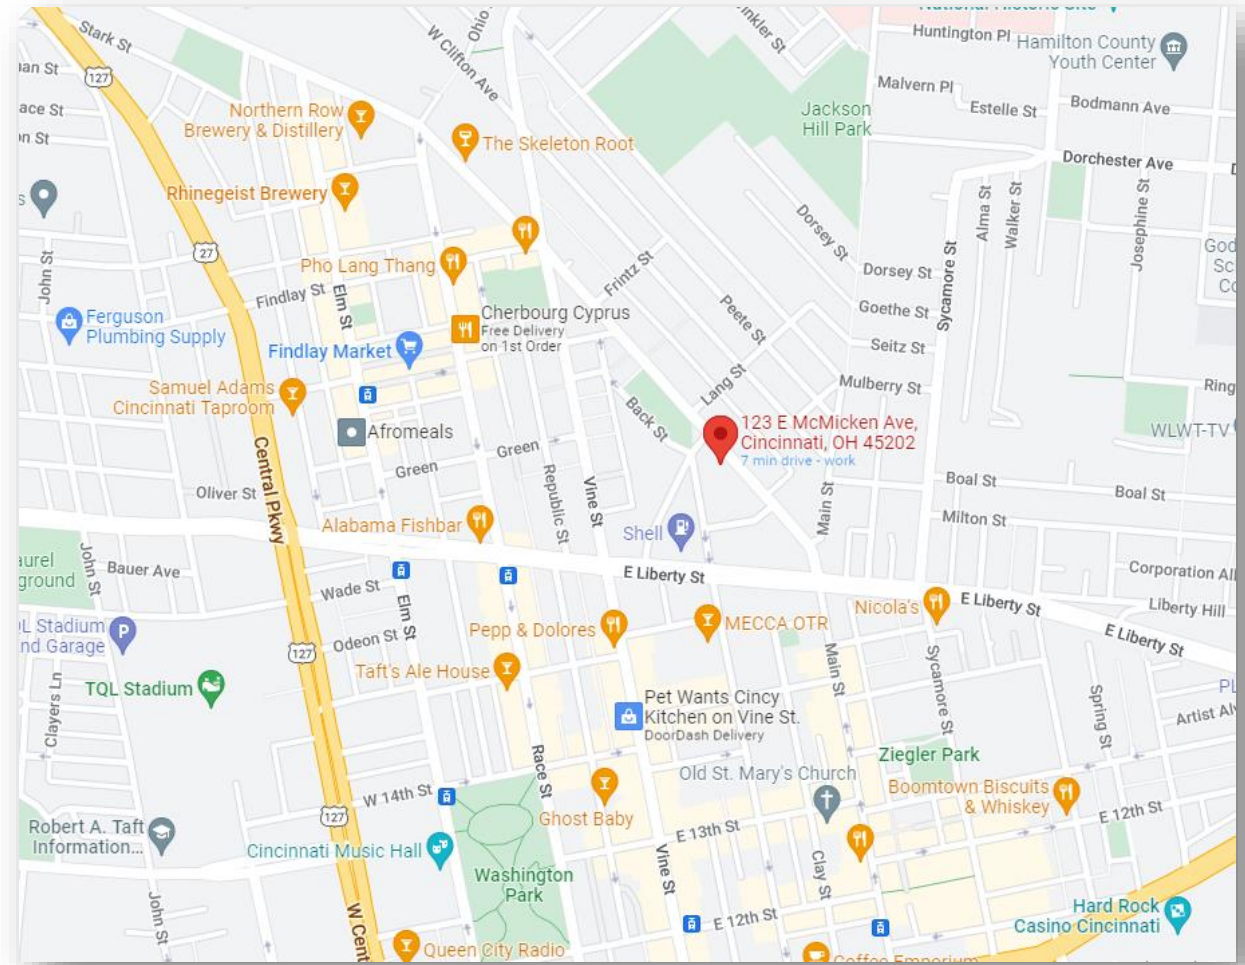 Stark St
127
W Clifton Ave
Huntington Pl
Hamilton County
Youth Center
Malvern Pl
Estelle St
Bodmann Ave
Northern Row
Brewery & Distillery
Jackson
Hill Park
The Skeleton Root
Dorchester Ave
Rhinegeist Brewery
Alma St
Walker St
Josephine St
Dorsey St
27
Pho Lang Thang
Frintz St
Dorsey St
Sycamore St
John St
Findlay St
Elm St
Goethe St
Peete St
Cherbourg Cyprus
Free Delivery
on 1st Order
Ferguson
Plumbing Supply
Findlay Market
Seitz St
Samuel Adams
Cincinnati Taproom
Lang St
Mulberry St
Back St
123 E McMicken Ave,
Cincinnati, OH 45202
7 min drive - work
WLWT-TV
Afromeals
Central Pkwy
Green
Green
Republic St
Vine St
Oliver St
Main St
Boal St
Boal St
Alabama Fishbar
Shell
Milton St
John St
Bauer Ave
E Liberty St
Wade St
Elm St
Nicola's
E Liberty St
Liberty Hill
E Liberty St
Pepp & Dolores
MECCA OTR
Odeon St
127
Taft's Ale House
Main St
Sycamore St
TQL Stadium
Clayers Ln
Pet Wants Cincy
Kitchen on Vine St.
DoorDash Delivery
Spring St
Race St
Ziegler Park
Old St. Mary's Church
W 14th St
Boomtown Biscuits
& Whiskey
127
Ghost Baby
E 13th St
E 12th St
Robert A. Taft
Information...
Cincinnati Music Hall
Washington
Park
Vine St
Clay St
John St
W Cent
E 12th St
Hard Rock
Casino Cincinnati
Queen City Radio